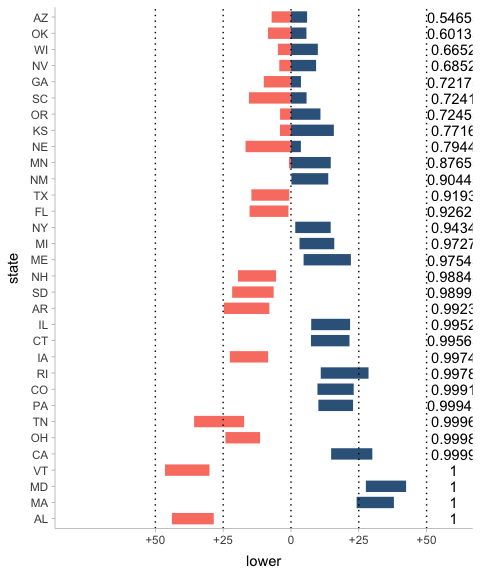 AZ 0.5465
OK 0.6013
WI 0.6652
NV 0.6852
GA 0.7217
SC 0.7241
OR 0.7245
KS 0.7716
NE 0.7944
MN 0.8765
NM 0.9044
TX 0.9193
FL 0.9262
NY 0.9434
MI 0.9727
ME 0.9754
NH 0.9884
SD 0.9899
AR 0.9923
IL 0.9952
CT 0.9956
IA 0.9974
RI 0.9978
CO 0.9991
PA 0.9994
TN 0.9996
OH 0.9998
CA 0.9999
VT 1
MD 1
MA 1
AL 1
state
+50 +25 0 +25 +50
lower